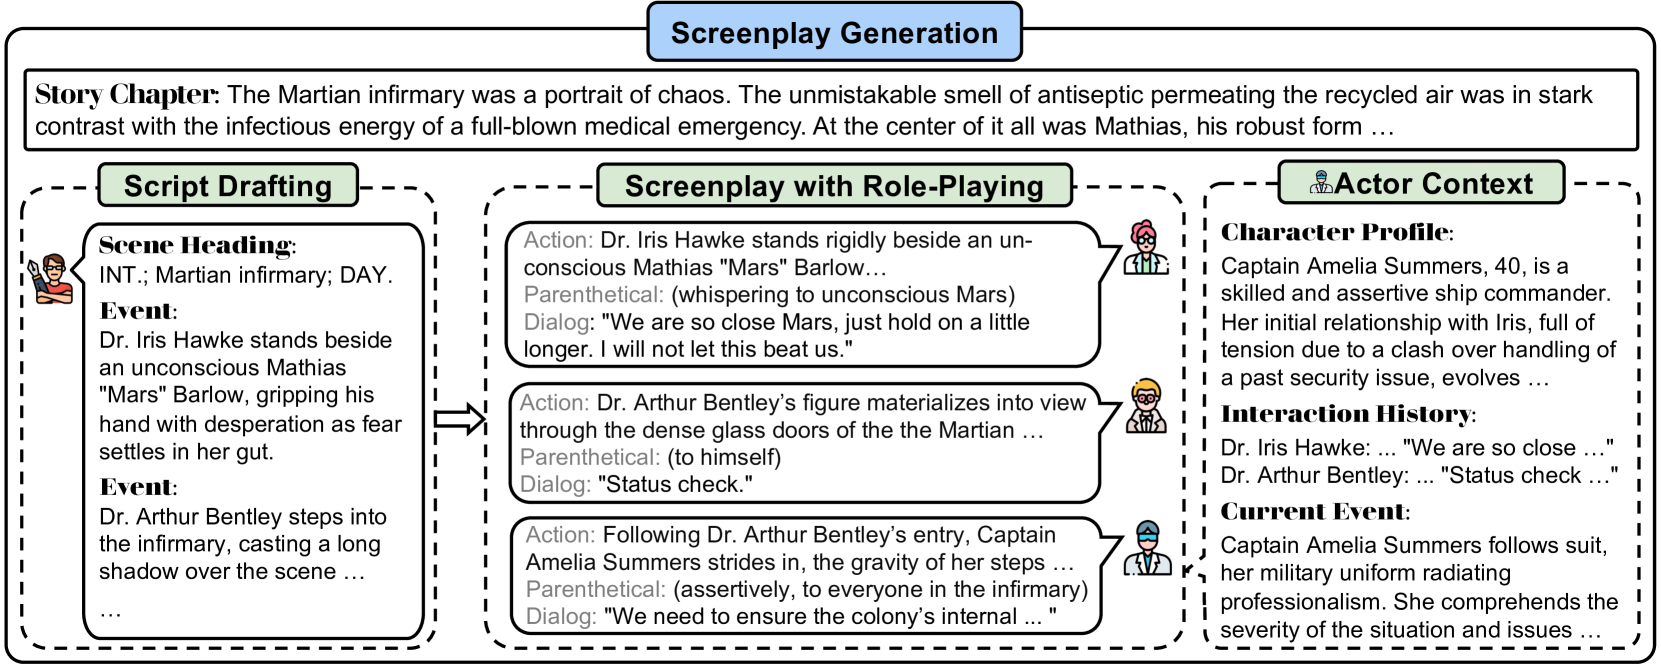 Screenplay Generation
Story Chapter: The Martian infirmary was a portrait of chaos. The unmistakable smell of antiseptic permeating the recycled air was in stark
contrast with the infectious energy of a full-blown medical emergency. At the center of it all was Mathias, his robust form …
Script Drafting
Scene Heading:
INT.; Martian infirmary; DAY.
Event:
Dr. Iris Hawke stands beside
an unconscious Mathias
"Mars" Barlow, gripping his
hand with desperation as fear
settles in her gut.
Event:
Dr. Arthur Bentley steps into
the infirmary, casting a long
shadow over the scene …
…
Screenplay with Role-Playing
Action: Dr. Iris Hawke stands rigidly beside an un-
conscious Mathias "Mars" Barlow…
Parenthetical: (whispering to unconscious Mars)
Dialog: "We are so close Mars, just hold on a little
longer. I will not let this beat us."
Action: Dr. Arthur Bentley’s figure materializes into view
through the dense glass doors of the the Martian …
Parenthetical: (to himself)
Dialog: "Status check."
Action: Following Dr. Arthur Bentley’s entry, Captain
Amelia Summers strides in, the gravity of her steps …
Parenthetical: (assertively, to everyone in the infirmary)
Dialog: "We need to ensure the colony’s internal ... "
Actor Context
Character Profile:
Captain Amelia Summers, 40, is a
skilled and assertive ship commander.
Her initial relationship with Iris, full of
tension due to a clash over handling of
a past security issue, evolves …
Interaction History:
Dr. Iris Hawke: ... "We are so close …"
Dr. Arthur Bentley: ... "Status check …"
Current Event:
Captain Amelia Summers follows suit,
her military uniform radiating
professionalism. She comprehends the
severity of the situation and issues …